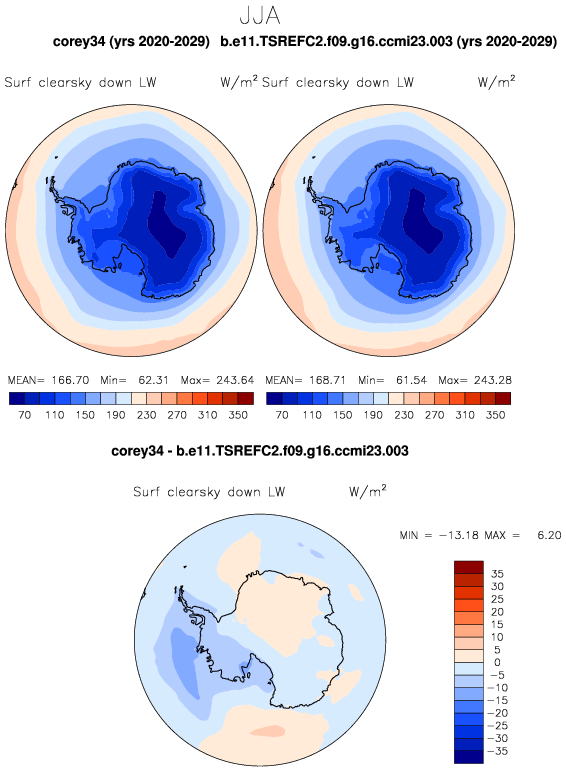 JJA
corey34 (yrs 2020-2029) b.e11.TSREFC2.f09.g16.ccmi23.003 (yrs 2020-2029)
Surf clearsky down LW W/m² Surf clearsky down LW W/m²
MEAN= 166.70 Min= 62.31 Max= 243.64 MEAN= 168.71 Min= 61.54 Max= 243.28
70 110 150 190 230 270 310 350 70 110 150 190 230 270 310 350
corey34 - b.e11.TSREFC2.f09.g16.ccmi23.003
Surf clearsky down LW W/m²
MIN = -13.18 MAX = 6.20
35
30
25
20
15
10
5
0
-5
-10
-15
-20
-25
-30
-35